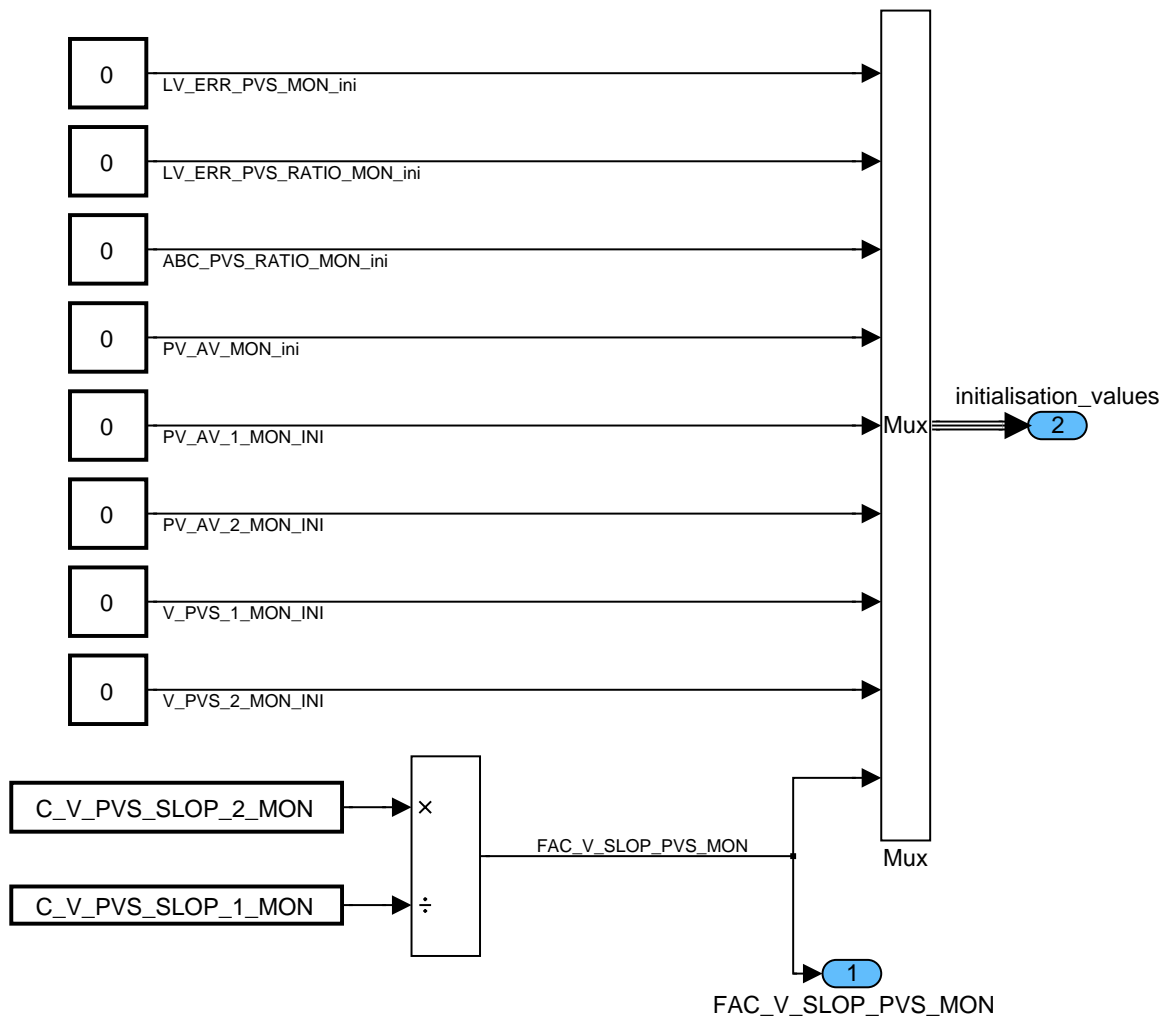 0
LV_ERR_PVS_MON_ini
0
LV_ERR_PVS_RATIO_MON_ini
0
ABC_PVS_RATIO_MON_ini
0
PV_AV_MON_ini
0
PV_AV_1_MON_INI
0
PV_AV_2_MON_INI
0
V_PVS_1_MON_INI
0
V_PVS_2_MON_INI
C_V_PVS_SLOP_2_MON
×
C_V_PVS_SLOP_1_MON
÷
FAC_V_SLOP_PVS_MON
Mux
Mux
initialisation_values
2
1
FAC_V_SLOP_PVS_MON